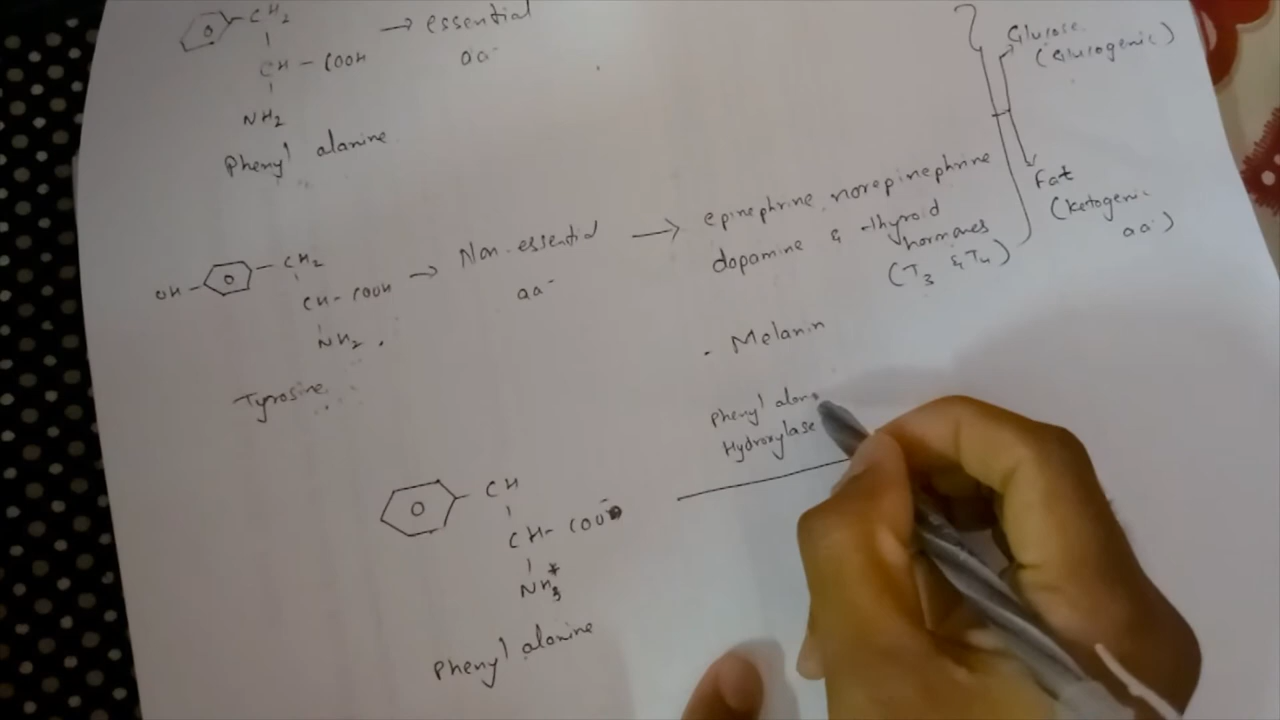 CH2
CH - COOH
NH2
Phenyl alanine
→ essential
aa-
Glucose
(Glucogenic)
Fat
(ketogenic
aa-)
OH
CH2
CH - COOH
NH2
Tyrosine
→ Non-essential
aa-
→ epinephrine, norepinephrine
dopamine & thyroid
hormones
(T3 & T4)
. Melanin
Phenyl alan
Hydroxylase
CH
CH - COO
NH3
Phenyl alanine